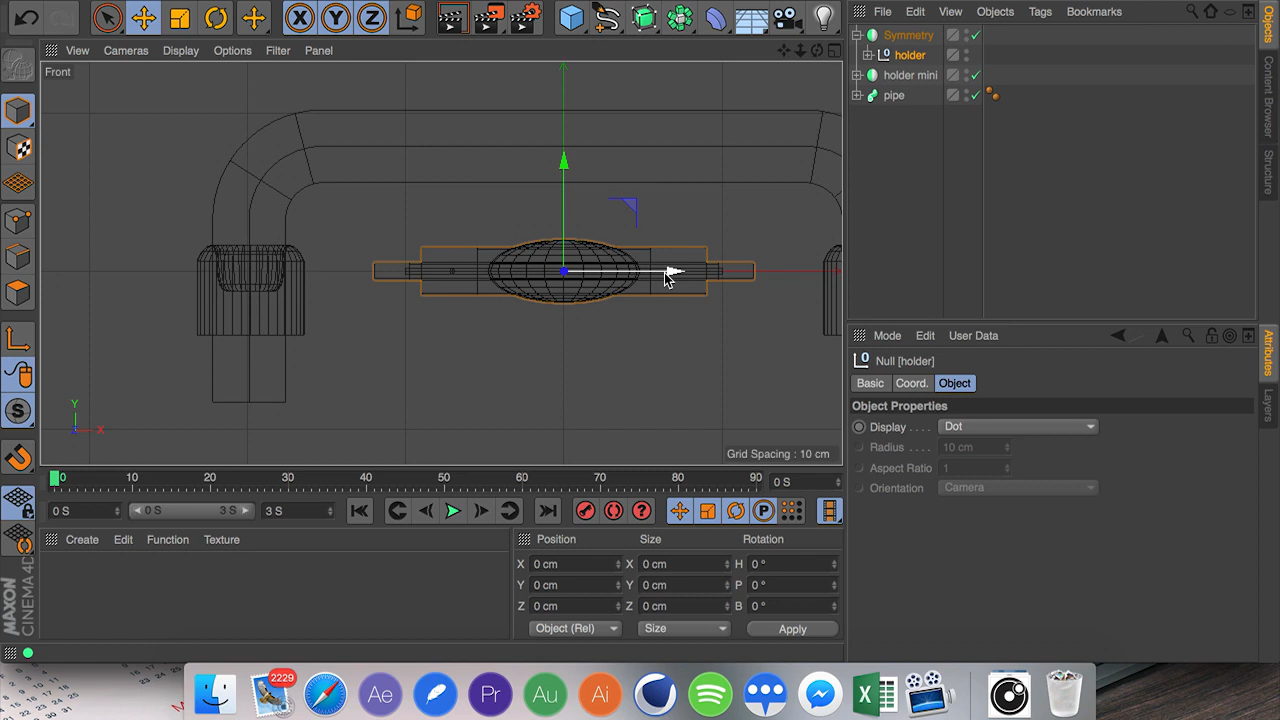 X Y Z
File Edit View Objects Tags Bookmarks
View Cameras Display Options Filter Panel
Front
Symmetry
holder
holder mini
pipe
Objects
Content Browser
Structure
Y
X
Grid Spacing : 10 cm
Mode Edit User Data
Null [holder]
Basic Coord. Object
Object Properties
Display . . . . Dot
Radius . . . . 10 cm
Aspect Ratio 1
Orientation Camera
Attributes
Layers
0 10 20 30 40 50 60 70 80 90 0 S
0 S 0 S 3 S 3 S
P
Create Edit Function Texture
Position Size Rotation
X 0 cm X 0 cm H 0 °
Y 0 cm Y 0 cm P 0 °
Z 0 cm Z 0 cm B 0 °
Object (Rel) Size Apply
MAXON
CINEMA 4D
2229
Ae Pr Au Ai